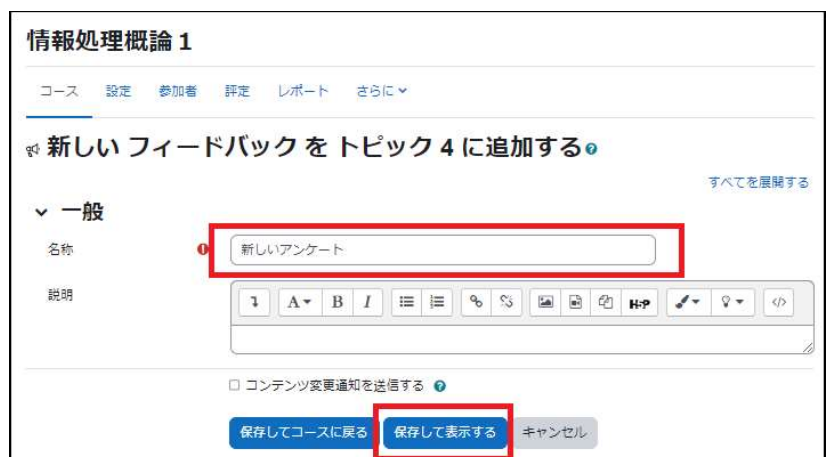 情報処理概論 1
コース 設定 参加者 評定 レポート さらに
新しい フィードバック を トピック 4 に追加する
すべてを展開する
一般
名称 新しいアンケート
説明
A B I H-P </>
コンテンツ変更通知を送信する
保存してコースに戻る 保存して表示する キャンセル